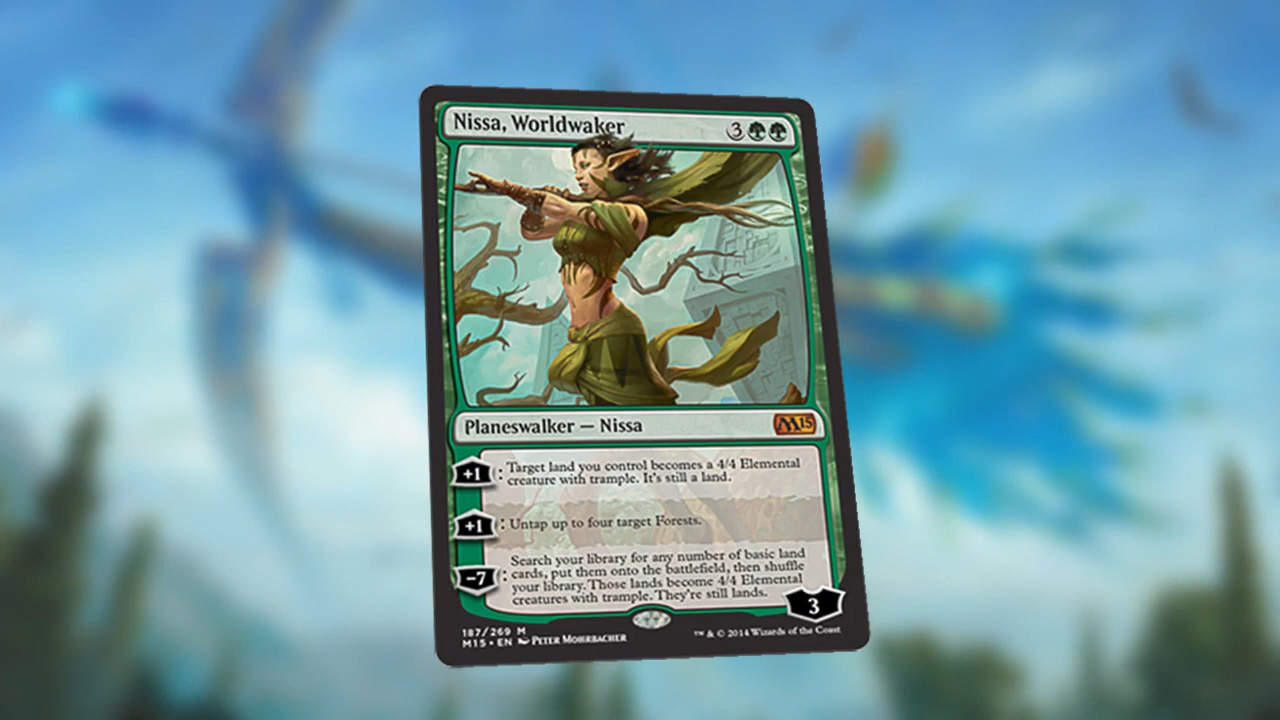 Nissa, Worldwaker 3
Planeswalker — Nissa M15
+1 : Target land you control becomes a 4/4 Elemental
creature with trample. It's still a land.
+1 : Untap up to four target Forests.
-7 : Search your library for any number of basic land
cards, put them onto the battlefield, then shuffle
your library. Those lands become 4/4 Elemental
creatures with trample. They're still lands.
3
187/269 M
M15 • EN Peter Mohrbacher
™ & © 2014 Wizards of the Coast